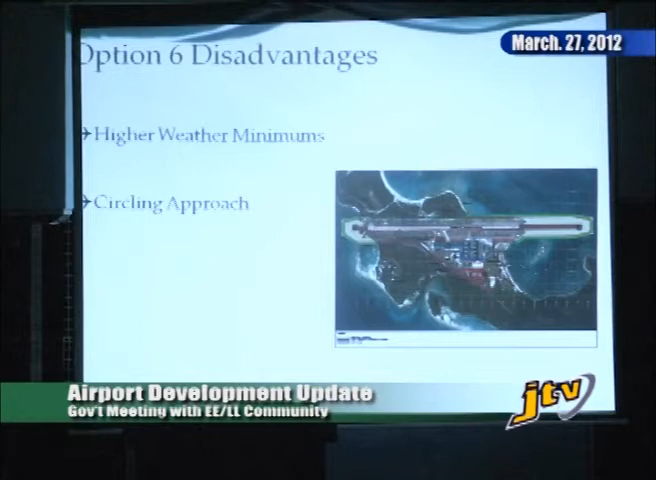 Option 6 Disadvantages
March. 27, 2012
Higher Weather Minimums
Circling Approach
Airport Development Update
Gov't Meeting with EE/LL Community
jtv